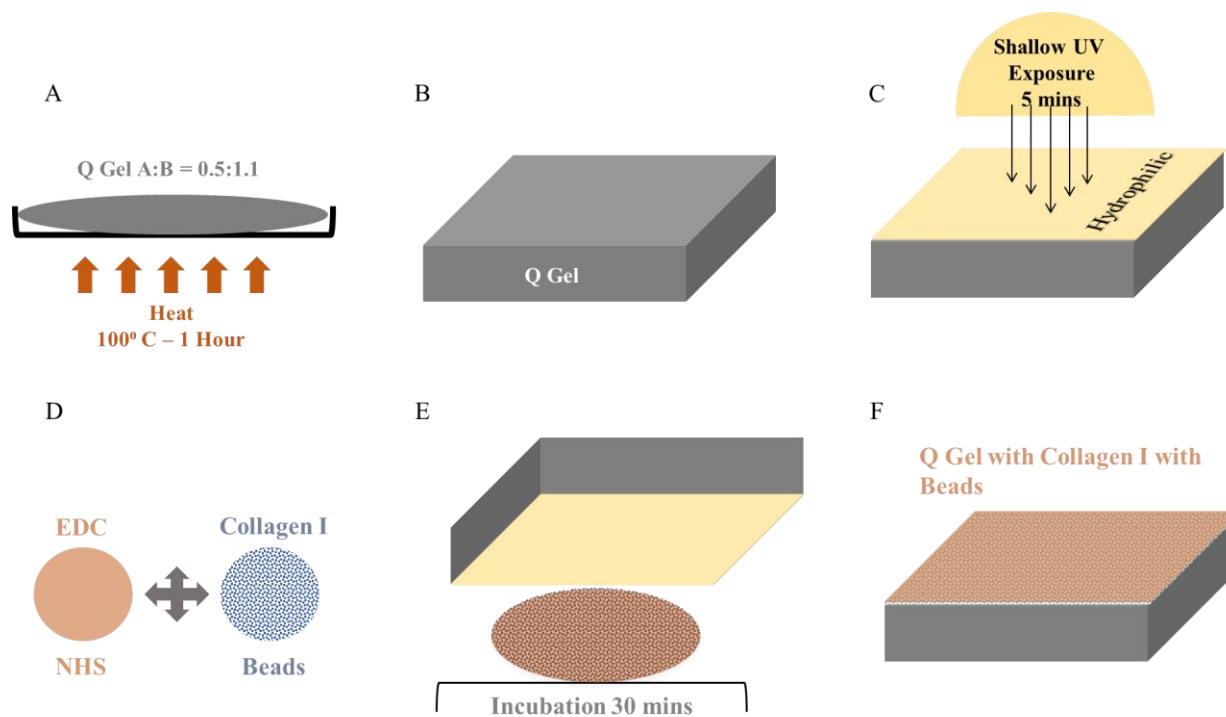 A
Q Gel A:B = 0.5:1.1
Heat
100⁰ C – 1 Hour
B
Q Gel
C
Shallow UV
Exposure
5 mins
Hydrophilic
D
EDC
NHS
Collagen I
Beads
E
Incubation 30 mins
F
Q Gel with Collagen I with
Beads